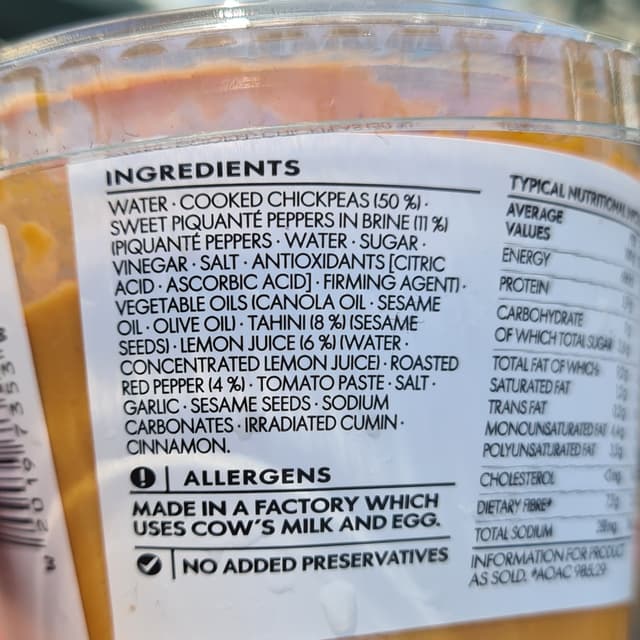 INGREDIENTS
WATER · COOKED CHICKPEAS (50 %) ·
SWEET PIQUANTÉ PEPPERS IN BRINE (11 %)
(PIQUANTÉ PEPPERS · WATER · SUGAR ·
VINEGAR · SALT · ANTIOXIDANTS [CITRIC
ACID · ASCORBIC ACID] · FIRMING AGENT) ·
VEGETABLE OILS (CANOLA OIL · SESAME
OIL · OLIVE OIL) · TAHINI (8 %) (SESAME
SEEDS) · LEMON JUICE (6 %) (WATER ·
CONCENTRATED LEMON JUICE) · ROASTED
RED PEPPER (4 %) · TOMATO PASTE · SALT ·
GARLIC · SESAME SEEDS · SODIUM
CARBONATES · IRRADIATED CUMIN ·
CINNAMON.
ALLERGENS
MADE IN A FACTORY WHICH
USES COW'S MILK AND EGG.
NO ADDED PRESERVATIVES
TYPICAL NUTRITIONAL
AVERAGE
VALUES
ENERGY
PROTEIN
CARBOHYDRATE
OF WHICH TOTAL SUGAR
TOTAL FAT OF WHICH:
SATURATED FAT
TRANS FAT
MONOUNSATURATED FAT
POLYUNSATURATED FAT
CHOLESTEROL
DIETARY FIBRE#
TOTAL SODIUM
INFORMATION FOR PRODUCT
AS SOLD. #AOAC 985.29